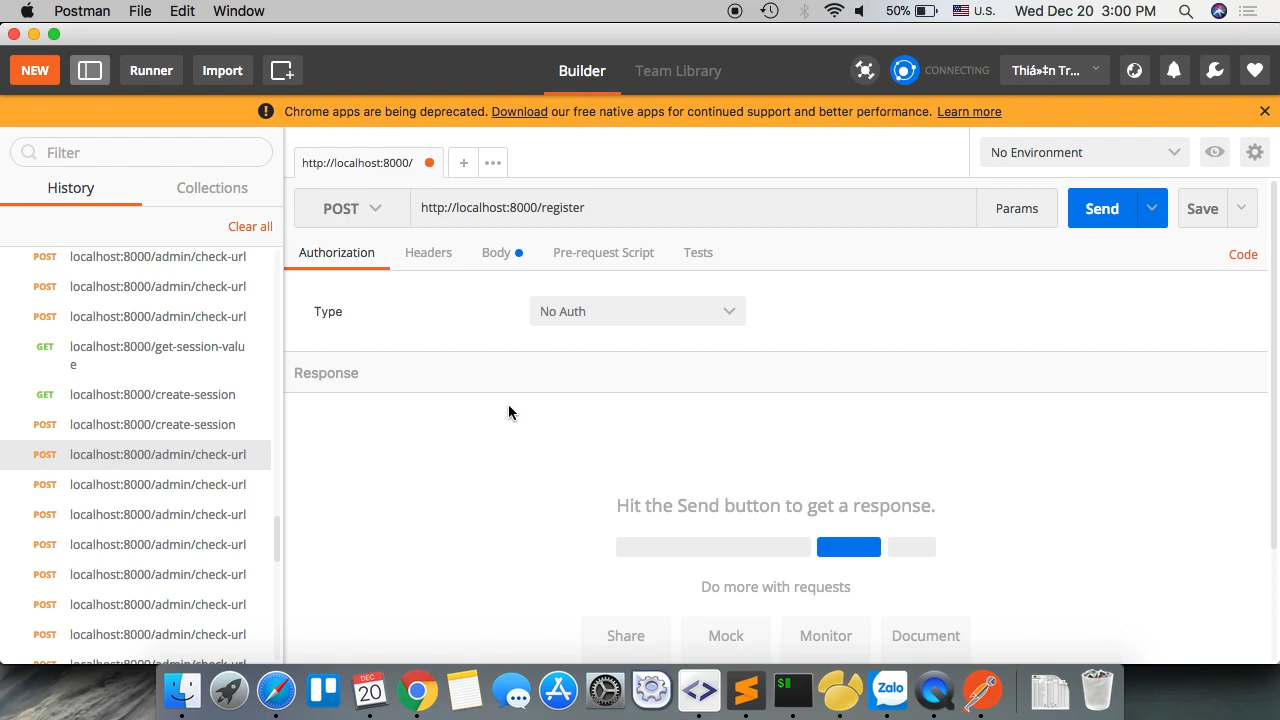 Postman File Edit Window 50% U.S. Wed Dec 20 3:00 PM
NEW Runner Import Builder Team Library CONNECTING Thiá»‡n Tr...
Chrome apps are being deprecated. Download our free native apps for continued support and better performance. Learn more
Filter
History Collections
Clear all
POST localhost:8000/admin/check-url
POST localhost:8000/admin/check-url
POST localhost:8000/admin/check-url
GET localhost:8000/get-session-valu
e
GET localhost:8000/create-session
POST localhost:8000/create-session
POST localhost:8000/admin/check-url
POST localhost:8000/admin/check-url
POST localhost:8000/admin/check-url
POST localhost:8000/admin/check-url
POST localhost:8000/admin/check-url
POST localhost:8000/admin/check-url
POST localhost:8000/admin/check-url
http://localhost:8000/ + ••• No Environment
POST http://localhost:8000/register Params Send Save
Authorization Headers Body Pre-request Script Tests Code
Type No Auth
Response
Hit the Send button to get a response.
Do more with requests
Share Mock Monitor Document
DEC
20
Zalo